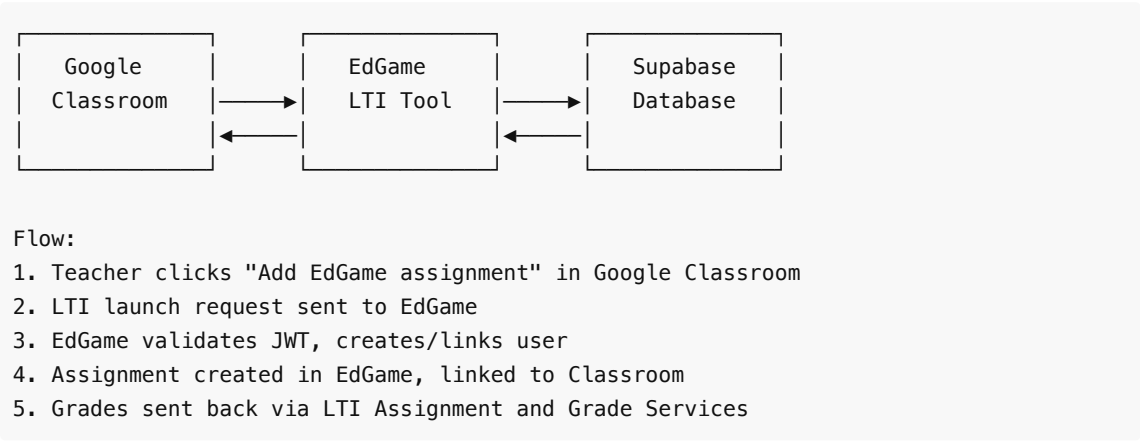 Google EdGame Supabase
Classroom LTI Tool Database
Flow:
1. Teacher clicks "Add EdGame assignment" in Google Classroom
2. LTI launch request sent to EdGame
3. EdGame validates JWT, creates/links user
4. Assignment created in EdGame, linked to Classroom
5. Grades sent back via LTI Assignment and Grade Services